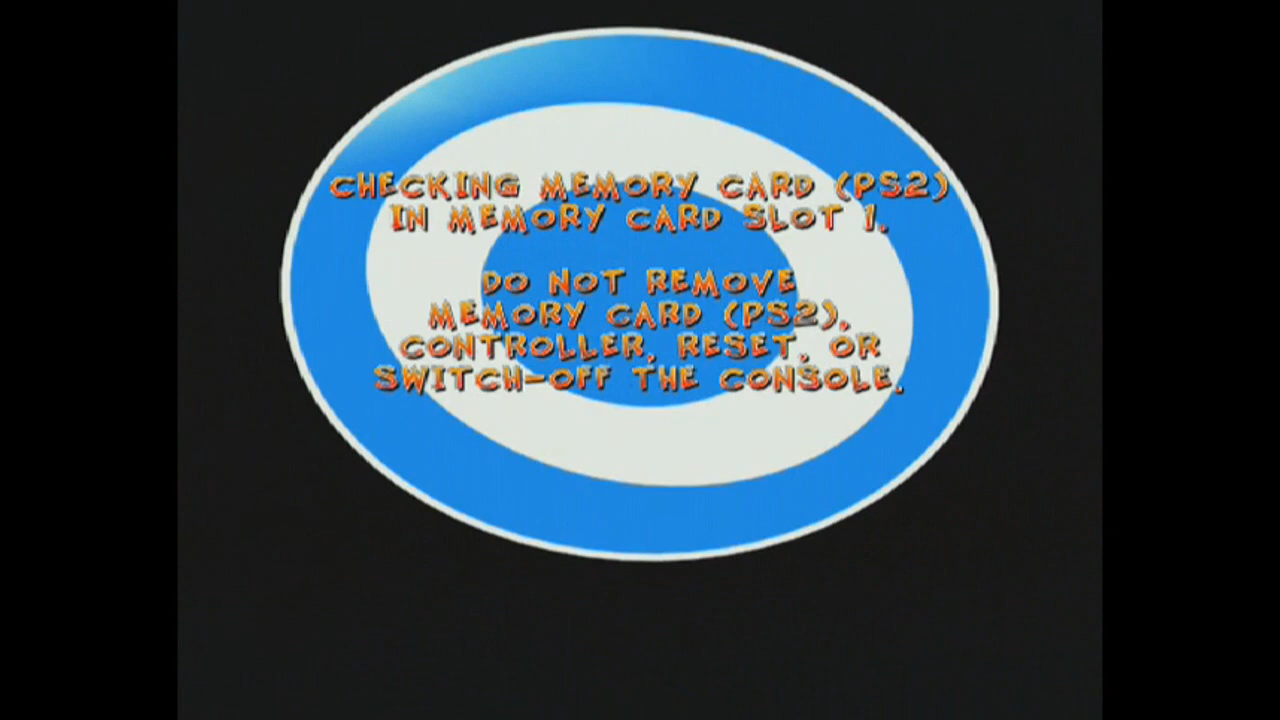 CHECKING MEMORY CARD (PS2)
IN MEMORY CARD SLOT 1.
DO NOT REMOVE
MEMORY CARD (PS2),
CONTROLLER, RESET, OR
SWITCH-OFF THE CONSOLE.